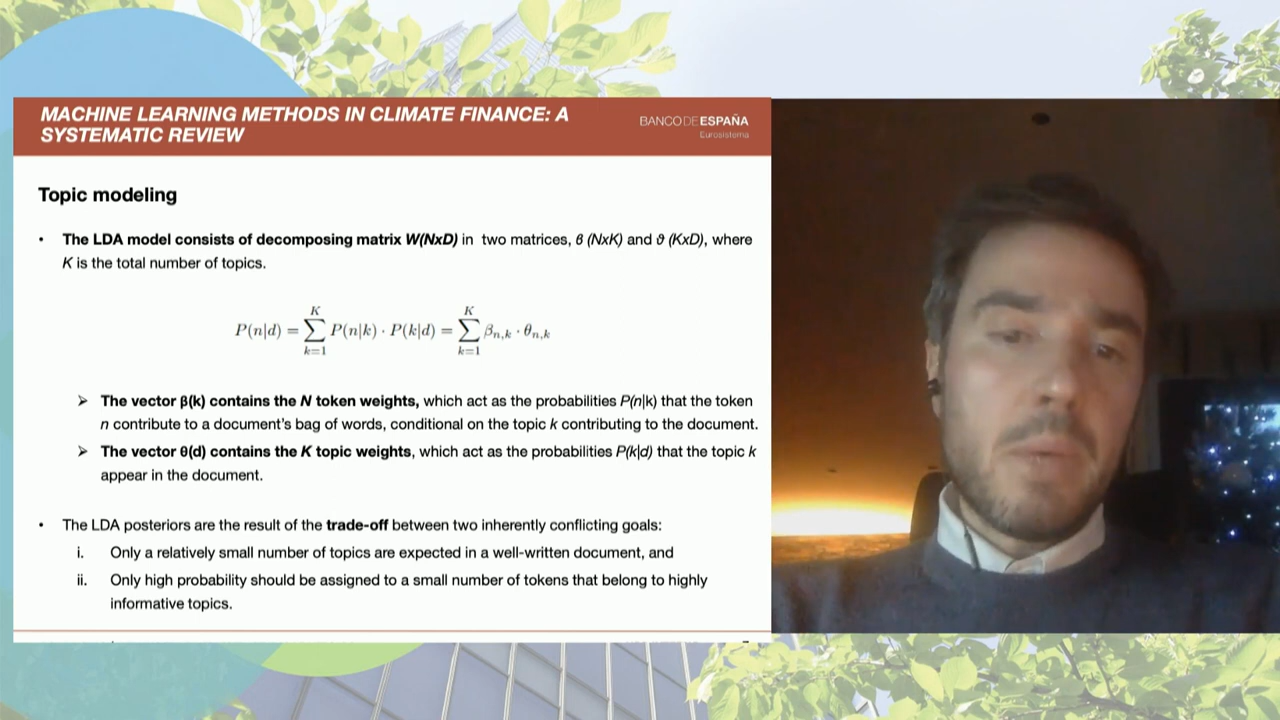 MACHINE LEARNING METHODS IN CLIMATE FINANCE: A
SYSTEMATIC REVIEW
BANCO DE ESPAÑA
Eurosistema
Topic modeling
• The LDA model consists of decomposing matrix W(NxD) in two matrices, β (NxK) and ϑ (KxD), where
K is the total number of topics.
P(n|d) = ∑_{k=1}^{K} P(n|k) · P(k|d) = ∑_{k=1}^{K} β_{n,k} · θ_{n,k}
➢ The vector β(k) contains the N token weights, which act as the probabilities P(n|k) that the token
n contribute to a document’s bag of words, conditional on the topic k contributing to the document.
➢ The vector θ(d) contains the K topic weights, which act as the probabilities P(k|d) that the topic k
appear in the document.
• The LDA posteriors are the result of the trade-off between two inherently conflicting goals:
i. Only a relatively small number of topics are expected in a well-written document, and
ii. Only high probability should be assigned to a small number of tokens that belong to highly
informative topics.